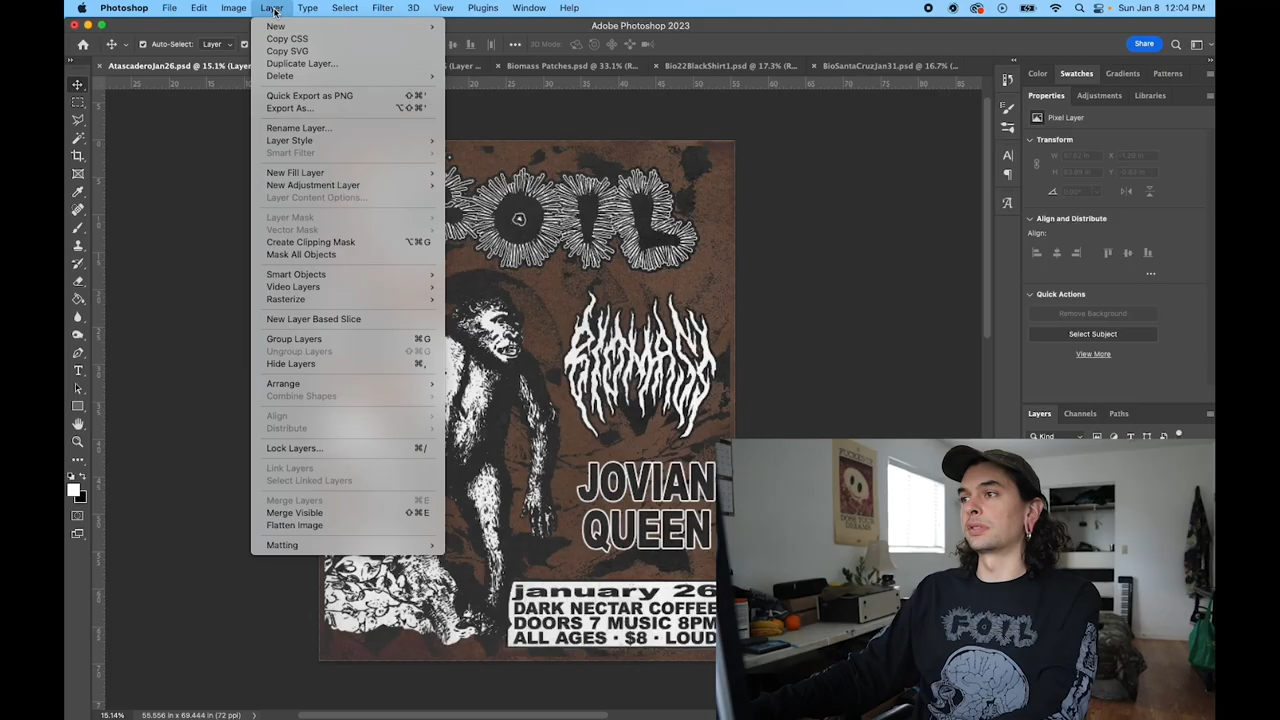 Photoshop File Edit Image Layer Type Select Filter 3D View Plugins Window Help Sun Jan 8 12:04 PM
Adobe Photoshop 2023
Auto-Select: Layer 3D Mode: Share
AtascaderoJan26.psd @ 15.1% (Layer (Layer ... Biomass Patches.psd @ 33.1% (R... Bio22BlackShirt1.psd @ 17.3% (R... BioSantaCruzJan31.psd @ 16.7% (...
New
Copy CSS
Copy SVG
Duplicate Layer...
Delete
Quick Export as PNG ⇧⌘'
Export As... ⌥⇧⌘'
Rename Layer...
Layer Style
Smart Filter
New Fill Layer
New Adjustment Layer
Layer Content Options...
Layer Mask
Vector Mask
Create Clipping Mask ⌥⌘G
Mask All Objects
Smart Objects
Video Layers
Rasterize
New Layer Based Slice
Group Layers ⌘G
Ungroup Layers ⇧⌘G
Hide Layers ⌘,
Arrange
Combine Shapes
Align
Distribute
Lock Layers... ⌘/
Link Layers
Select Linked Layers
Merge Layers ⌘E
Merge Visible ⇧⌘E
Flatten Image
Matting
FOIL
BIOMASS
JOVIAN
QUEEN
january 26
DARK NECTAR COFFEE
DOORS 7 MUSIC 8PM
ALL AGES · $8 · LOUD
Color Swatches Gradients Patterns
Properties Adjustments Libraries
Pixel Layer
Transform
Align and Distribute
Align:
Quick Actions
Remove Background
Select Subject
View More
Layers Channels Paths
Kind
FOIL
15.14% 55.556 in x 69.444 in (72 ppi)